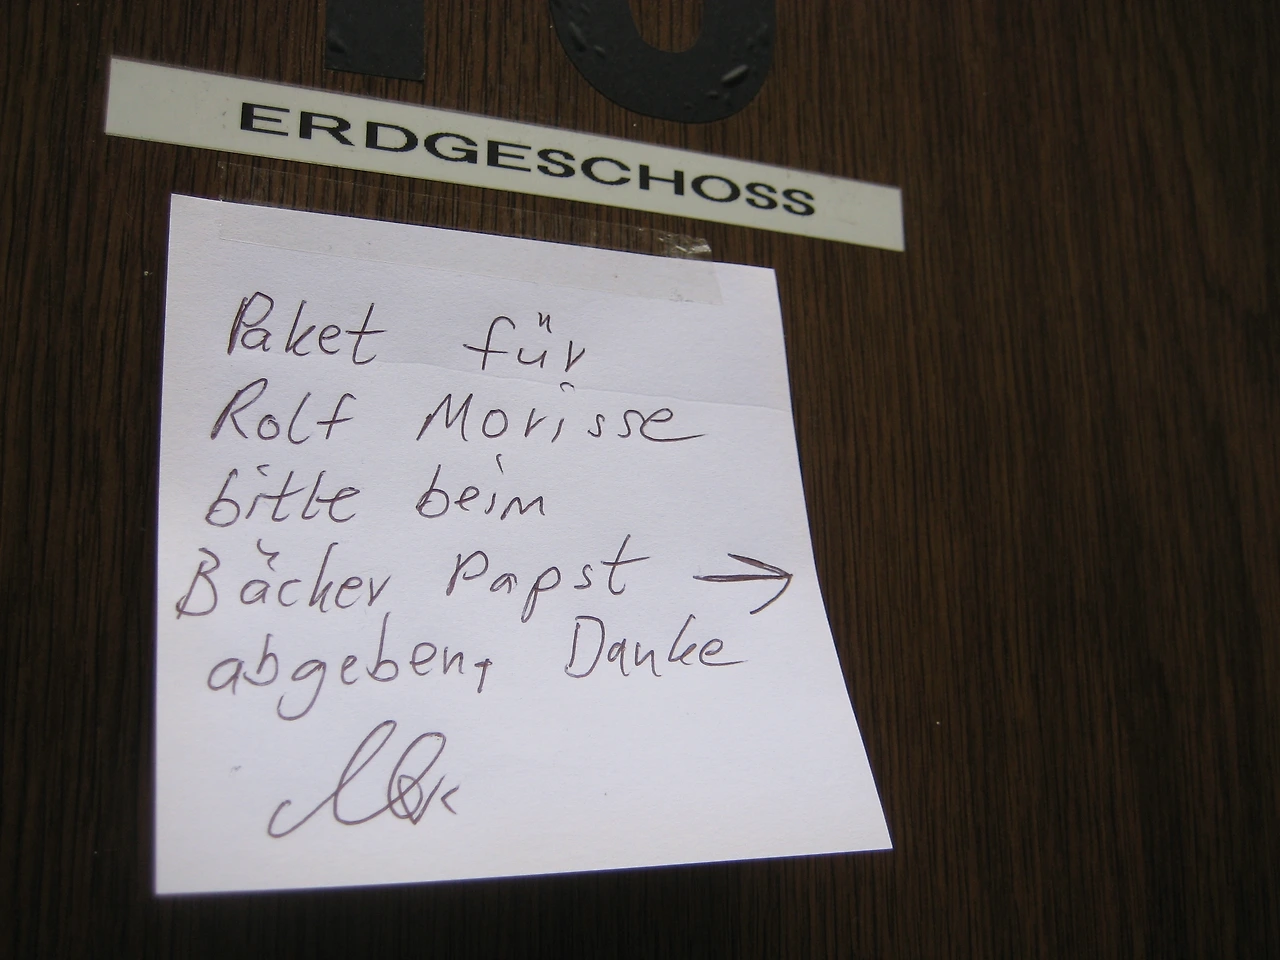 ERDGESCHOSS
Paket für
Rolf Morisse
bitte beim
Bäcker Papst →
abgeben, Danke